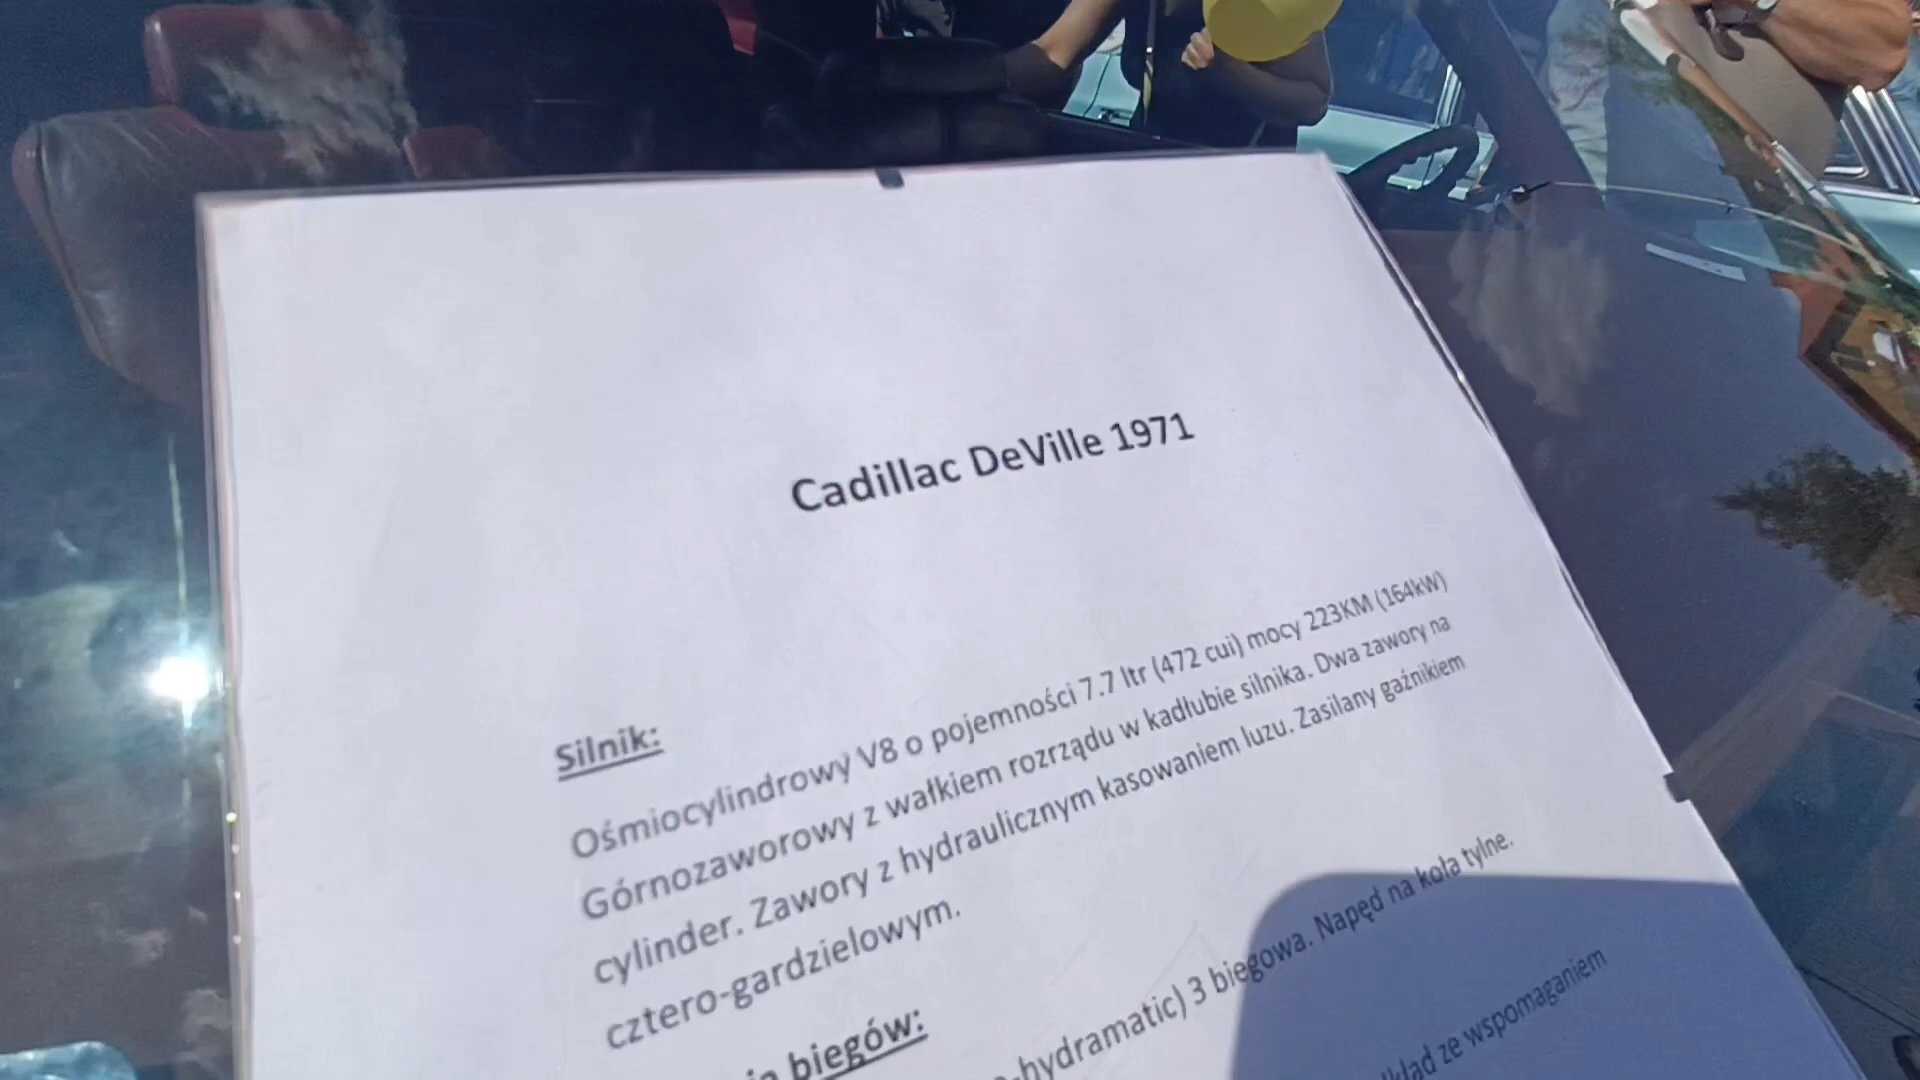 Cadillac DeVille 1971
Silnik:
Ośmiocylindrowy V8 o pojemności 7.7 ltr (472 cui) mocy 223KM (164kW)
Górnozaworowy z wałkiem rozrządu w kadłubie silnika. Dwa zawory na
cylinder. Zawory z hydraulicznym kasowaniem luzu. Zasilany gaźnikiem
cztero-gardzielowym.
biegów:
-hydramatic) 3 biegowa. Napęd na koła tylne.
ze wspomaganiem